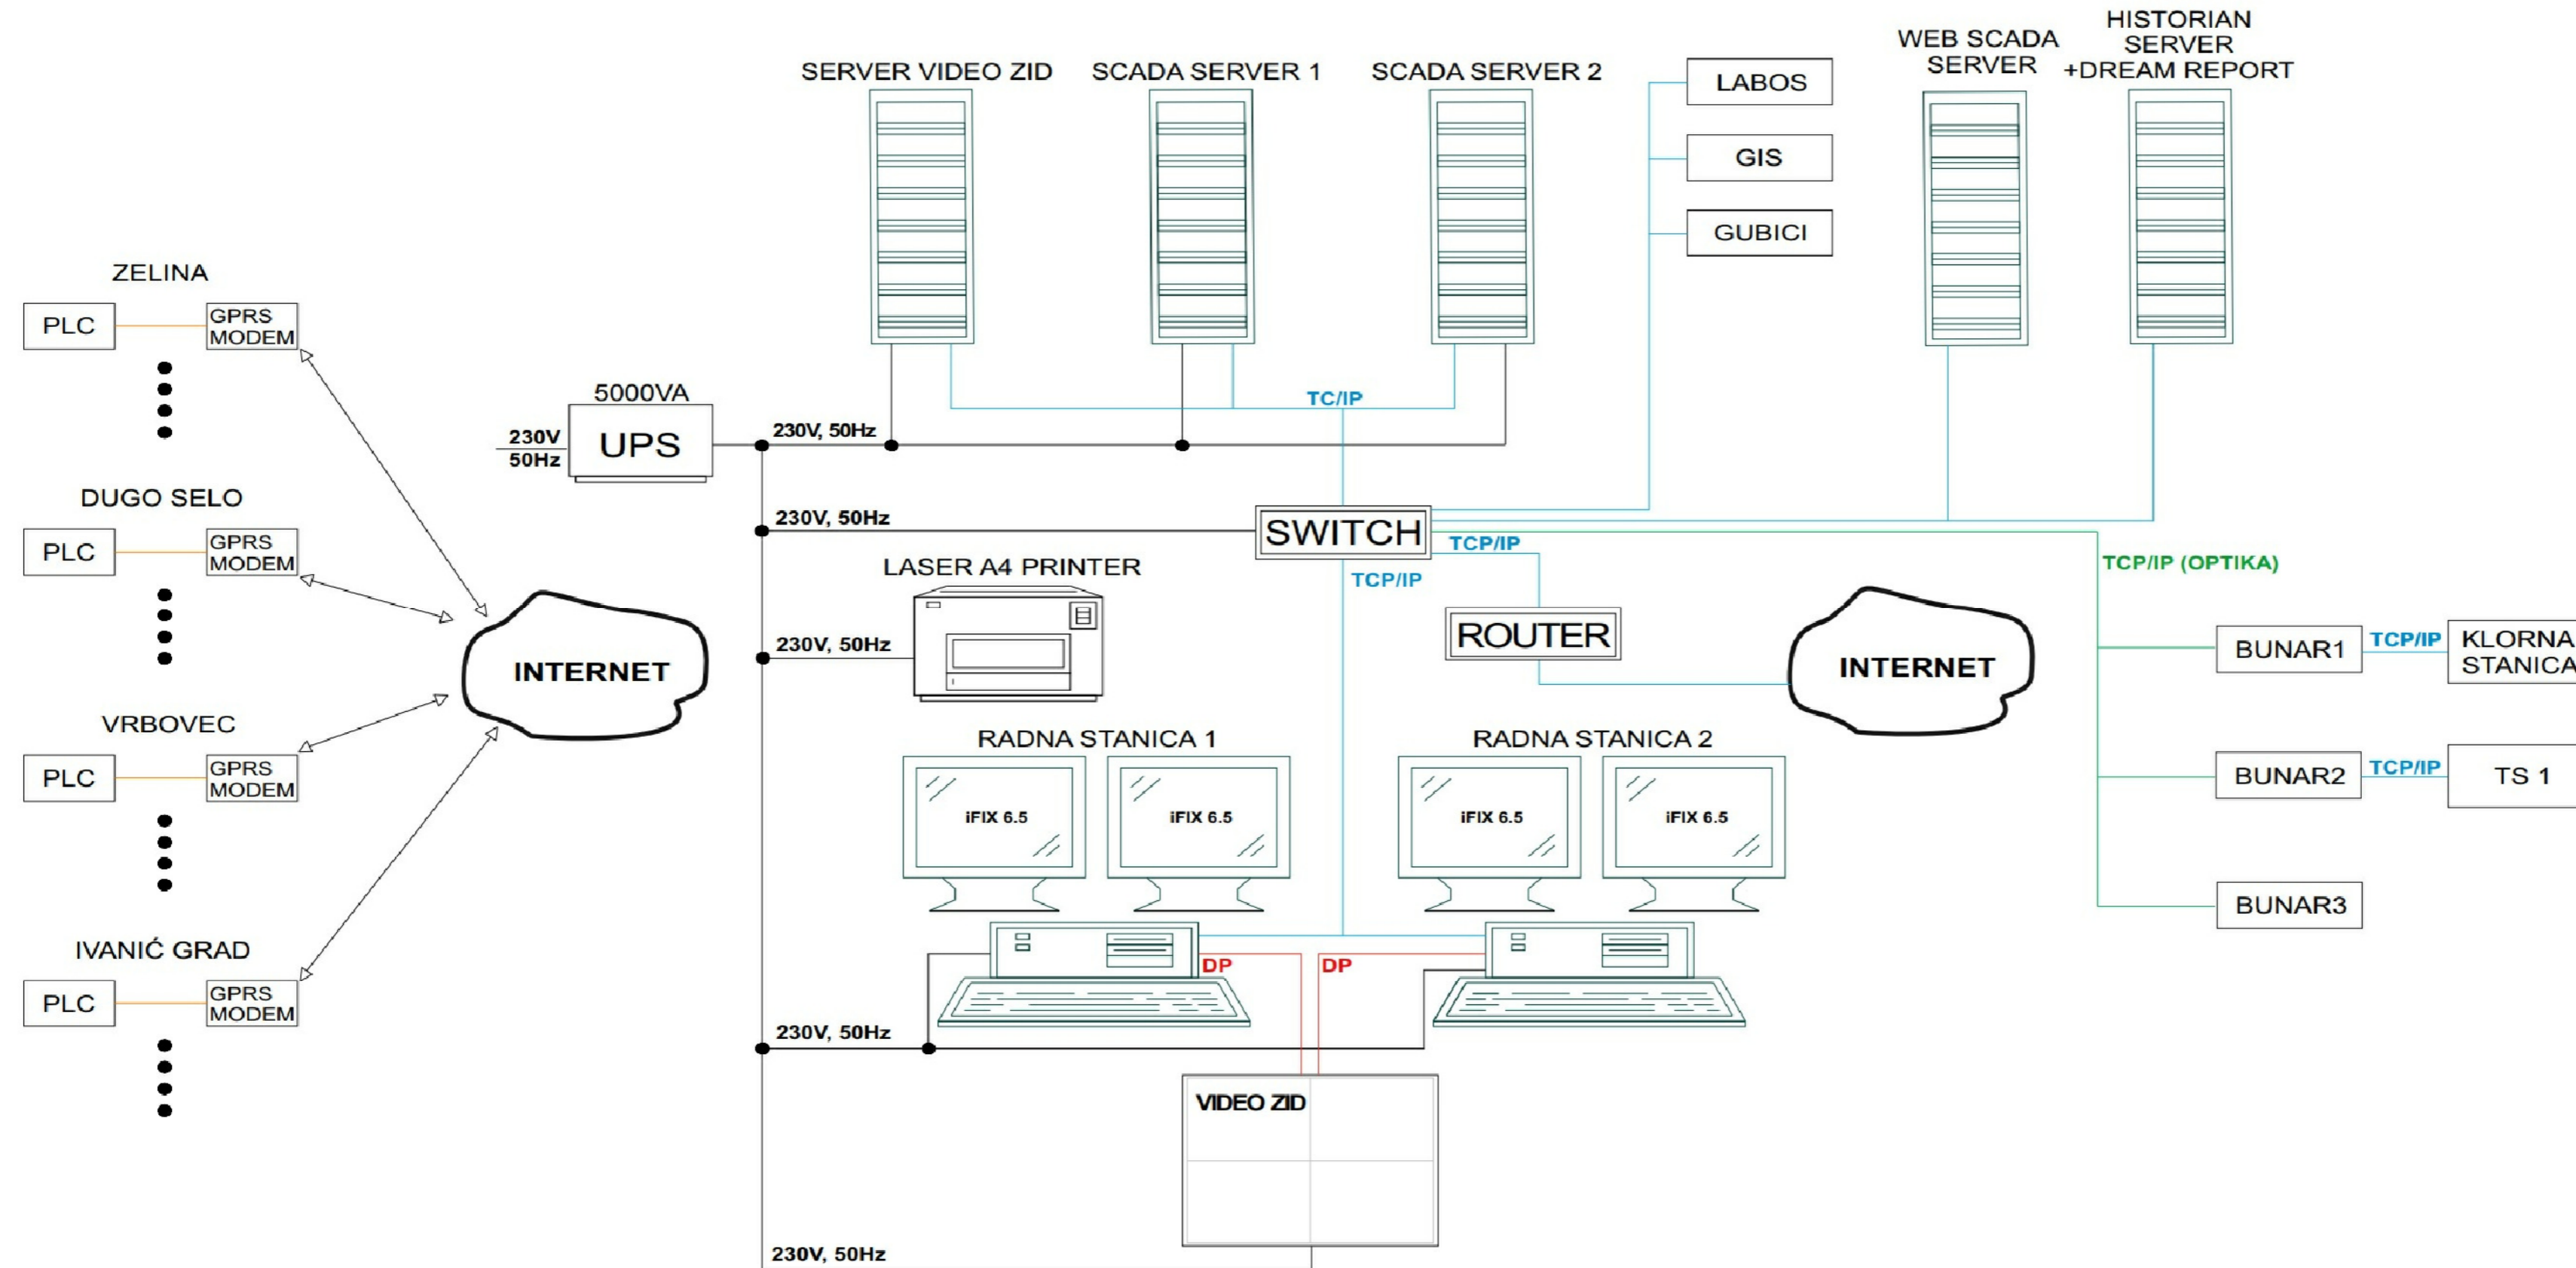 HISTORIAN
SERVER
+DREAM REPORT
WEB SCADA
SERVER
SERVER VIDEO ZID
SCADA SERVER 1
SCADA SERVER 2
LABOS
GIS
GUBICI
ZELINA
PLC
GPRS
MODEM
5000VA
UPS
230V
50Hz
230V, 50Hz
TC/IP
DUGO SELO
PLC
GPRS
MODEM
230V, 50Hz
SWITCH
TCP/IP
TCP/IP
TCP/IP (OPTIKA)
LASER A4 PRINTER
230V, 50Hz
ROUTER
INTERNET
INTERNET
BUNAR1
TCP/IP
KLORNA
STANICA
VRBOVEC
PLC
GPRS
MODEM
RADNA STANICA 1
RADNA STANICA 2
iFIX 6.5
iFIX 6.5
iFIX 6.5
iFIX 6.5
BUNAR2
TCP/IP
TS 1
BUNAR3
IVANIĆ GRAD
PLC
GPRS
MODEM
DP
DP
230V, 50Hz
VIDEO ZID
230V, 50Hz